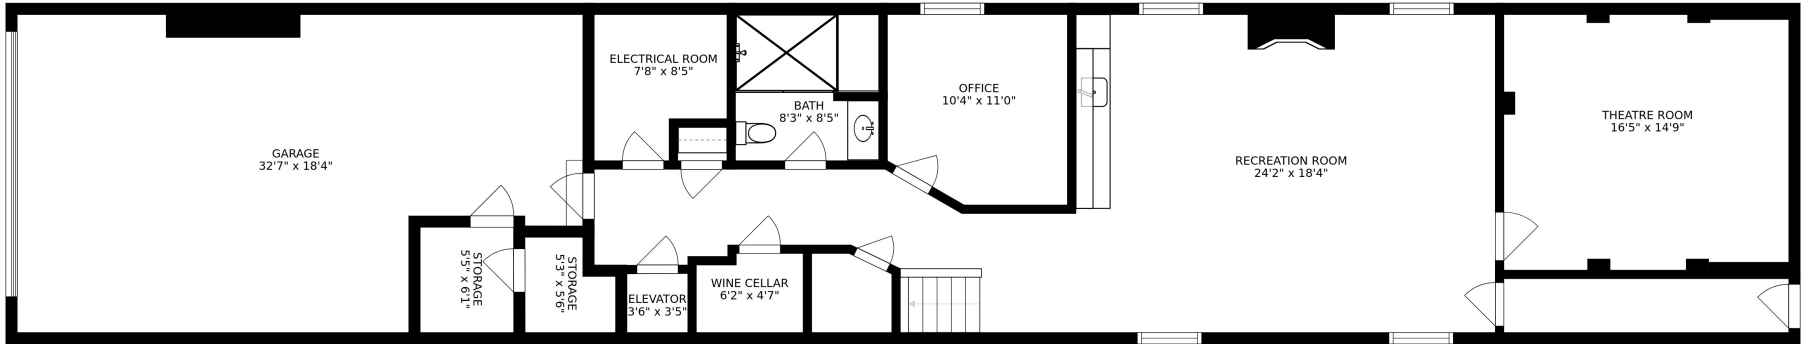 GARAGE
32'7" x 18'4"
STORAGE
5'5" x 6'1"
STORAGE
5'3" x 5'6"
ELECTRICAL ROOM
7'8" x 8'5"
BATH
8'3" x 8'5"
ELEVATOR
3'6" x 3'5"
WINE CELLAR
6'2" x 4'7"
OFFICE
10'4" x 11'0"
RECREATION ROOM
24'2" x 18'4"
THEATRE ROOM
16'5" x 14'9"